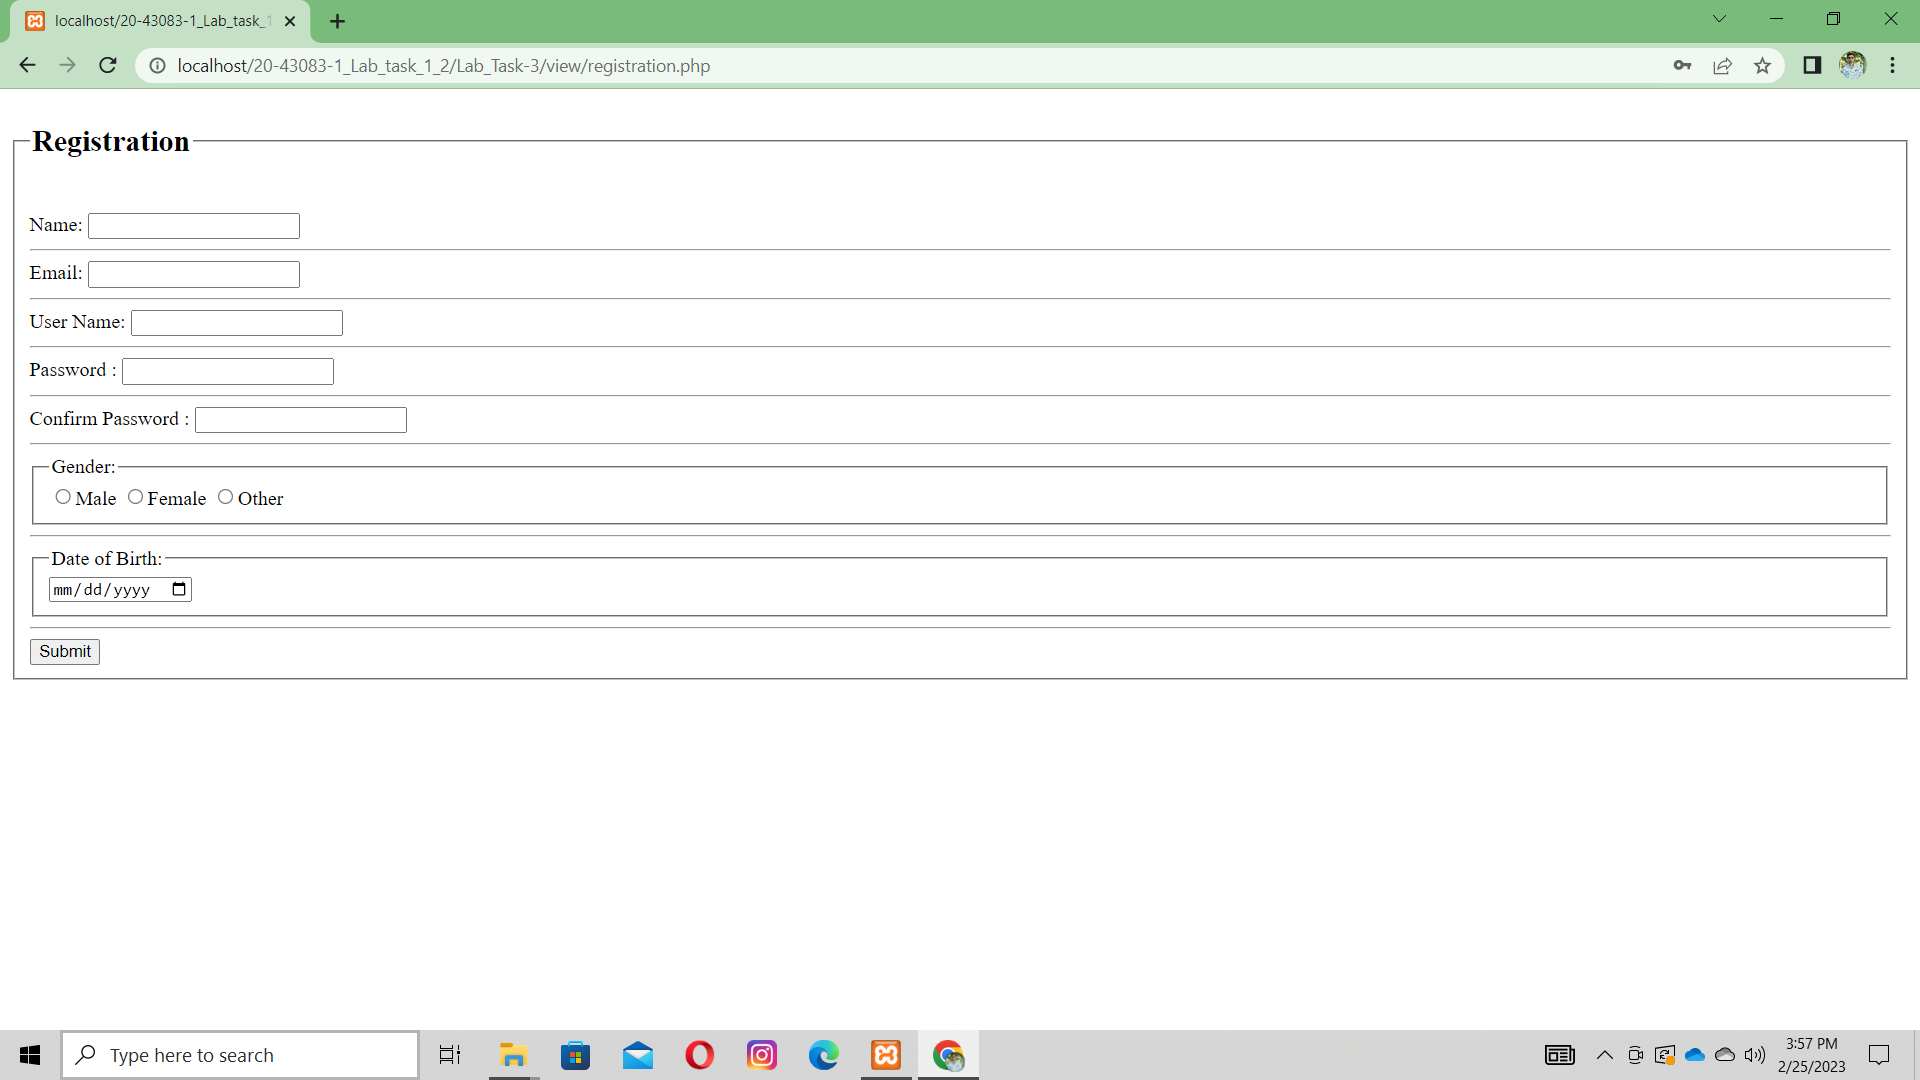 localhost/20-43083-1_Lab_task_1
localhost/20-43083-1_Lab_task_1_2/Lab_Task-3/view/registration.php
Registration
Name:
Email:
User Name:
Password :
Confirm Password :
Gender:
Male Female Other
Date of Birth:
mm/dd/yyyy
Submit
Type here to search
3:57 PM
2/25/2023